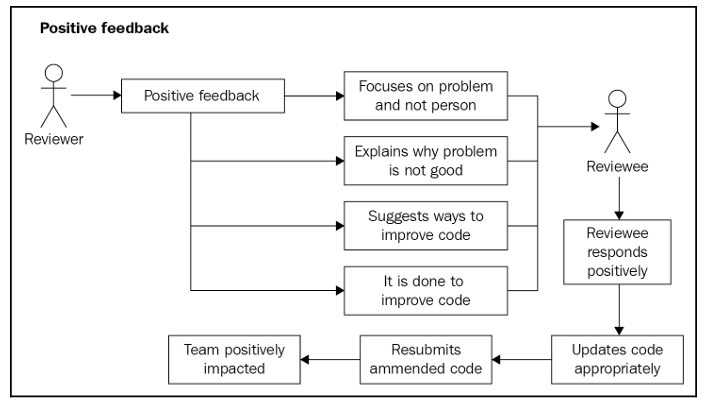 Positive feedback
Reviewer
Positive feedback
Focuses on problem
and not person
Explains why problem
is not good
Suggests ways to
improve code
It is done to
improve code
Reviewee
Reviewee
responds
positively
Updates code
appropriately
Resubmits
ammended code
Team positively
impacted